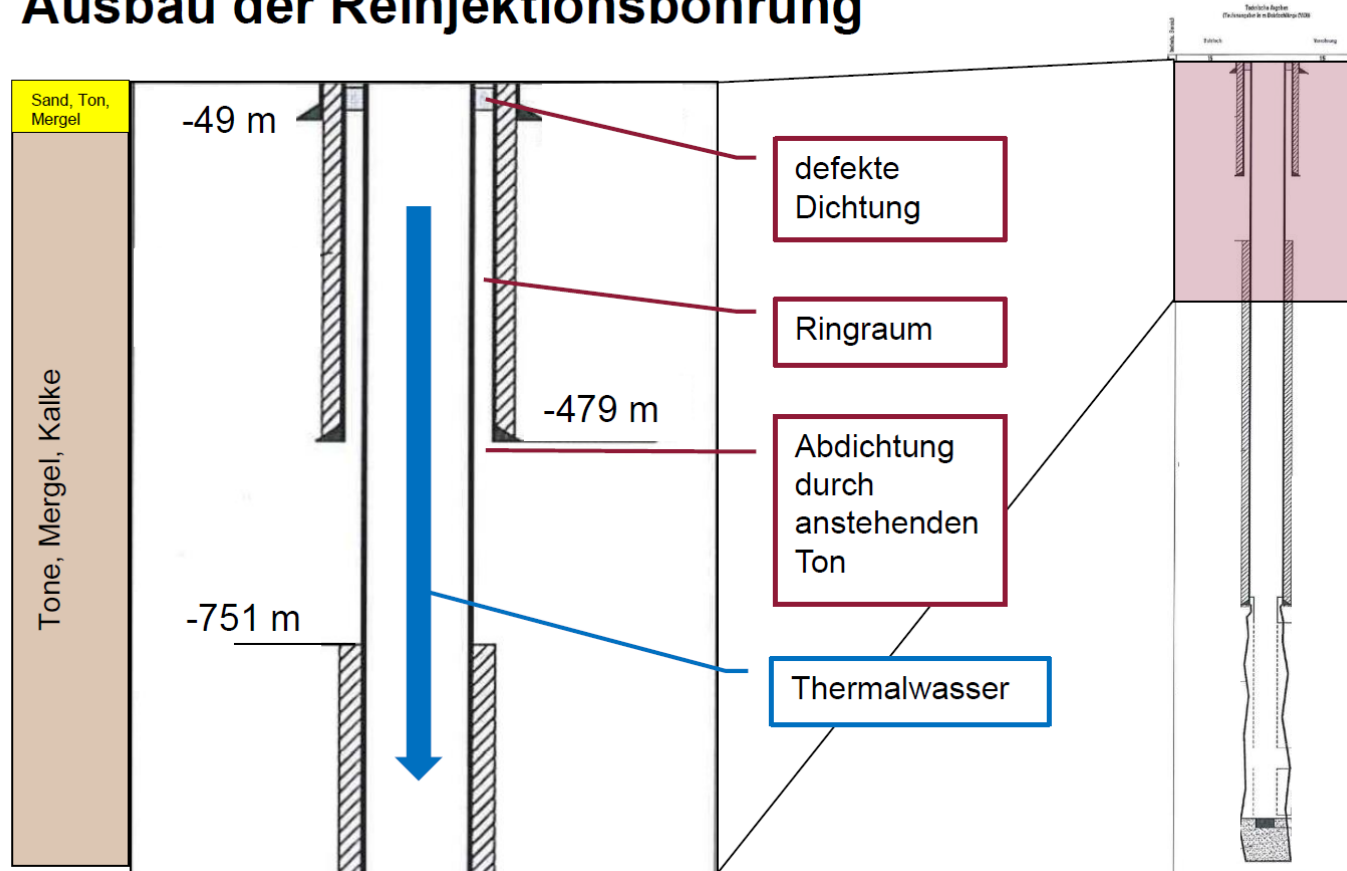 Ausbau der Reinjektionsbohrung
Sand, Ton,
Mergel
-49 m
defekte
Dichtung
Ringraum
-479 m
Abdichtung
durch
anstehenden
Ton
Tone, Mergel, Kalke
-751 m
Thermalwasser